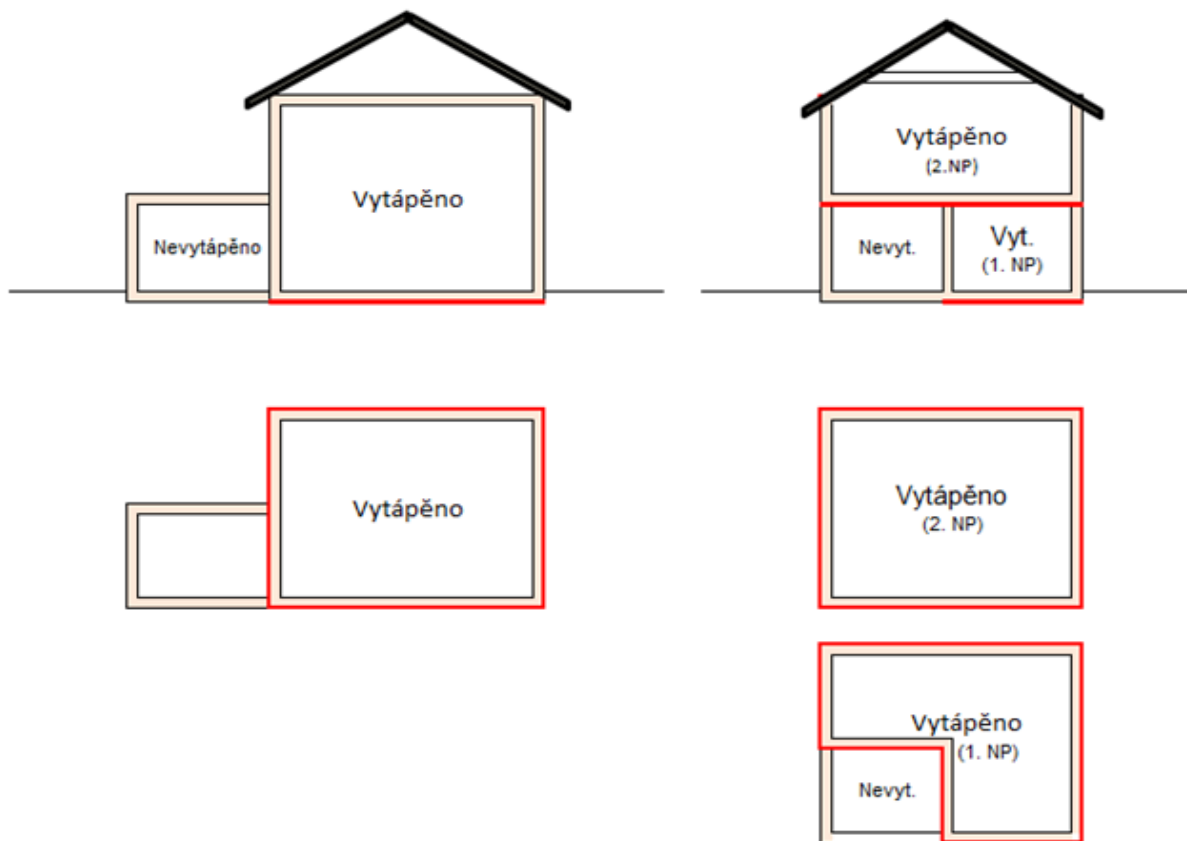 Vytápěno
Nevytápěno
Vytápěno
(2.NP)
Nevyt.
Vyt.
(1. NP)
Vytápěno
Vytápěno
(2. NP)
Vytápěno
(1. NP)
Nevyt.